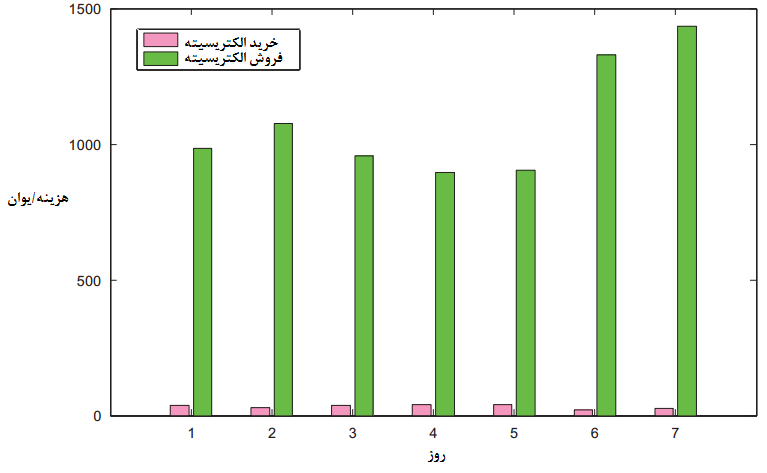 1500
خرید الکتریسیته
فروش الکتریسیته
1000
هزینه/یوان
500
0
1 2 3 4 5 6 7
روز